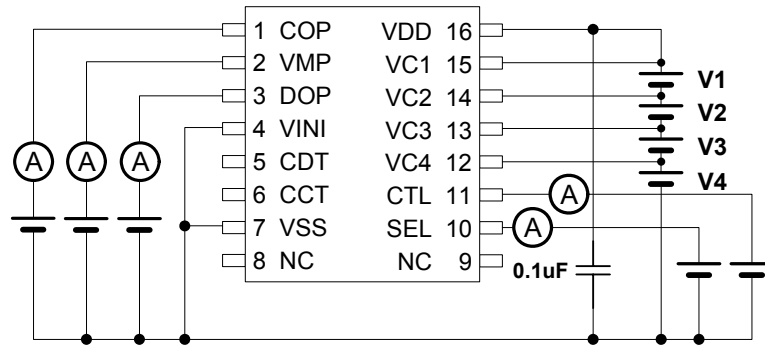 1 COP VDD 16
2 VMP VC1 15
3 DOP VC2 14
4 VINI VC3 13
5 CDT VC4 12
6 CCT CTL 11
7 VSS SEL 10
8 NC NC 9
A A A
A
A
V1
V2
V3
V4
0.1uF